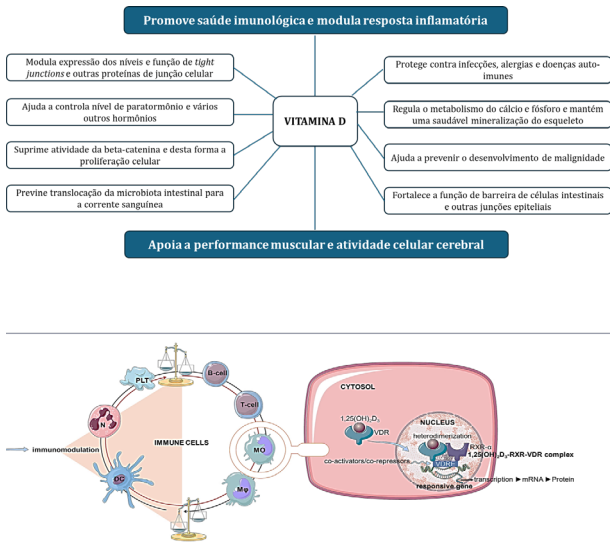 Promove saúde imunológica e modula resposta inflamatória
Modula expressão dos níveis e função de tight
junctions e outras proteínas de junção celular
Ajuda a controla nível de paratormônio e vários
outros hormônios
Suprime atividade da beta-catenina e desta forma a
proliferação celular
Previne translocação da microbiota intestinal para
a corrente sanguínea
VITAMINA D
Protege contra infecções, alergias e doenças auto-
imunes
Regula o metabolismo do cálcio e fósforo e mantém
uma saudável mineralização do esqueleto
Ajuda a prevenir o desenvolvimento de malignidade
Fortalece a função de barreira de células intestinais
e outras junções epiteliais
Apoia a performance muscular e atividade celular cerebral
immunomodulation
IMMUNE CELLS
PLT
B-cell
T-cell
N
MO
DC
Mφ
CYTOSOL
1,25(OH)₂D₃
VDR
NUCLEUS
heterodimerization
RXR-α
1,25(OH)₂D₃-RXR-VDR complex
co-activators/co-repressors
VDRE
responsive gene
transcription ►mRNA►Protein